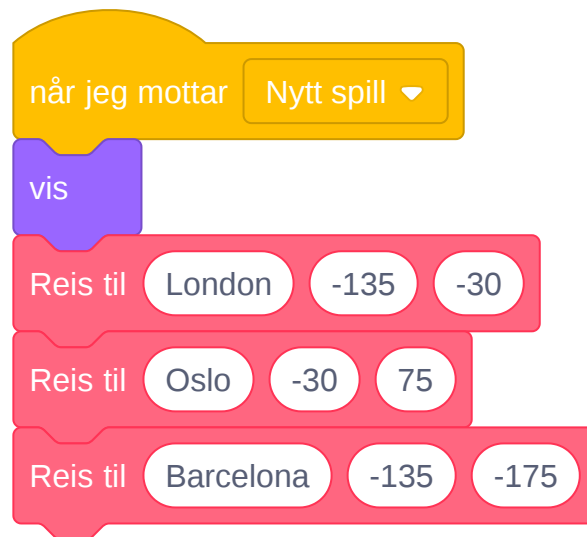 når jeg mottar Nytt spill
vis
Reis til London -135 -30
Reis til Oslo -30 75
Reis til Barcelona -135 -175